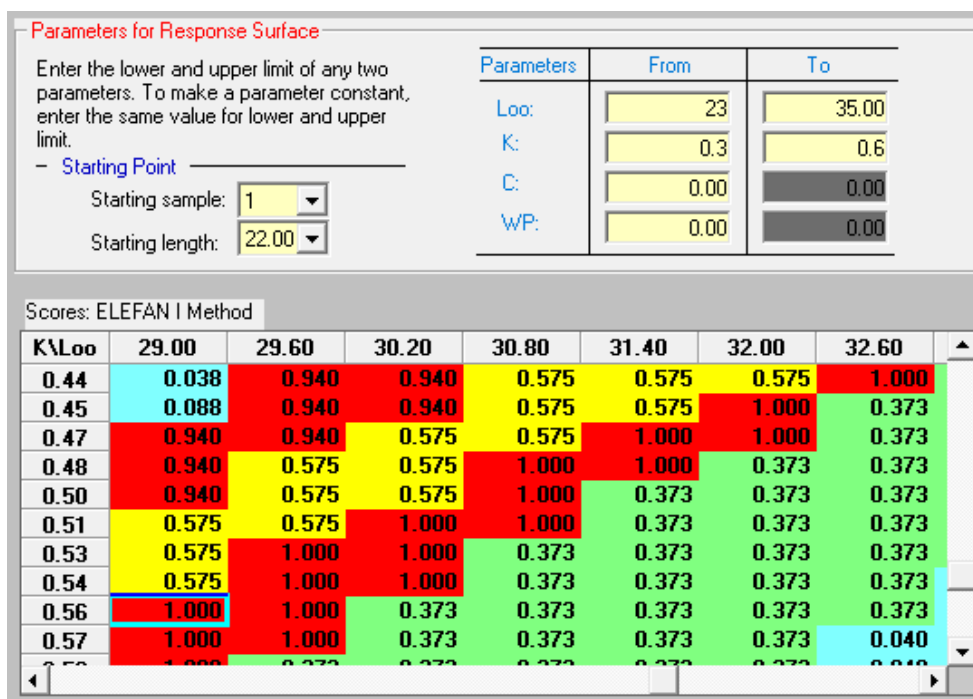 Parameters for Response Surface
Enter the lower and upper limit of any two
parameters. To make a parameter constant,
enter the same value for lower and upper
limit.
Starting Point
Starting sample: 1
Starting length: 22.00
Parameters From To
Loo: 23 35.00
K: 0.3 0.6
C: 0.00 0.00
WP: 0.00 0.00
Scores: ELEFAN I Method
K\Loo 29.00 29.60 30.20 30.80 31.40 32.00 32.60
0.44 0.038 0.940 0.940 0.575 0.575 0.575 1.000
0.45 0.088 0.940 0.940 0.575 0.575 1.000 0.373
0.47 0.940 0.940 0.575 0.575 1.000 1.000 0.373
0.48 0.940 0.575 0.575 1.000 1.000 0.373 0.373
0.50 0.940 0.575 0.575 1.000 0.373 0.373 0.373
0.51 0.575 0.575 1.000 1.000 0.373 0.373 0.373
0.53 0.575 1.000 1.000 0.373 0.373 0.373 0.373
0.54 0.575 1.000 1.000 0.373 0.373 0.373 0.373
0.56 1.000 1.000 0.373 0.373 0.373 0.373 0.373
0.57 1.000 1.000 0.373 0.373 0.373 0.373 0.040